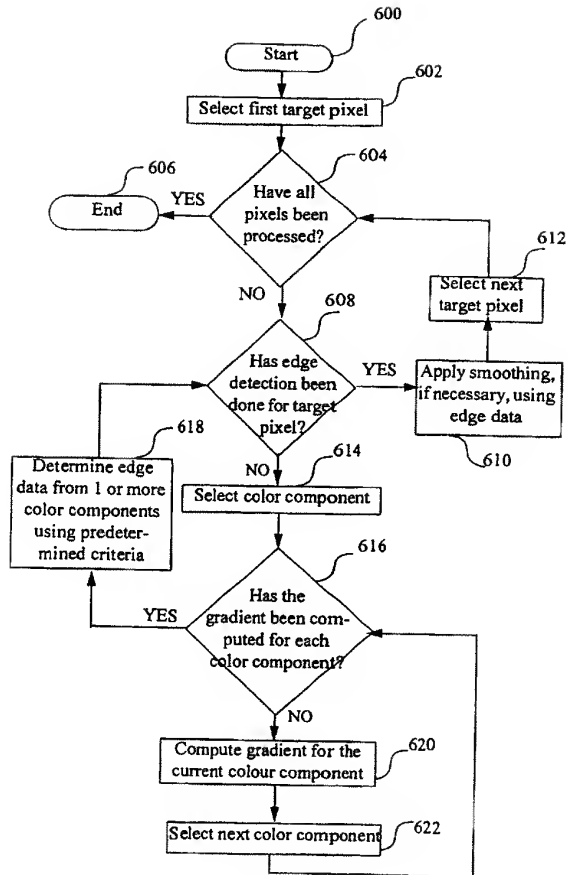 600
Start
602
Select first target pixel
604
606
Have all
pixels been
processed?
YES
End
612
Select next
target pixel
NO
608
Has edge
detection been
done for target
pixel?
YES
Apply smoothing,
if necessary, using
edge data
610
618
Determine edge
data from 1 or more
color components
using predeter-
mined criteria
NO
614
Select color component
616
Has the
gradient been com-
puted for each
color component?
YES
NO
Compute gradient for the
current colour component
620
Select next color component
622